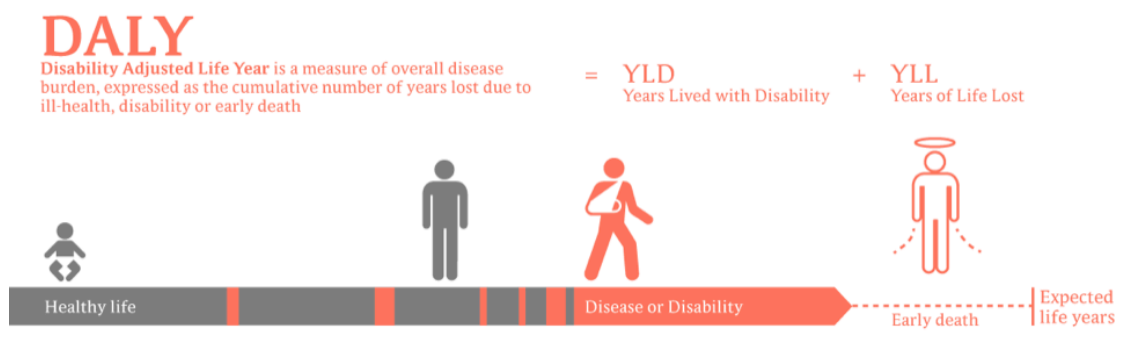 DALY
Disability Adjusted Life Year is a measure of overall disease
burden, expressed as the cumulative number of years lost due to
ill-health, disability or early death
= YLD + YLL
Years Lived with Disability
Years of Life Lost
Healthy life
Disease or Disability
Early death
Expected
life years